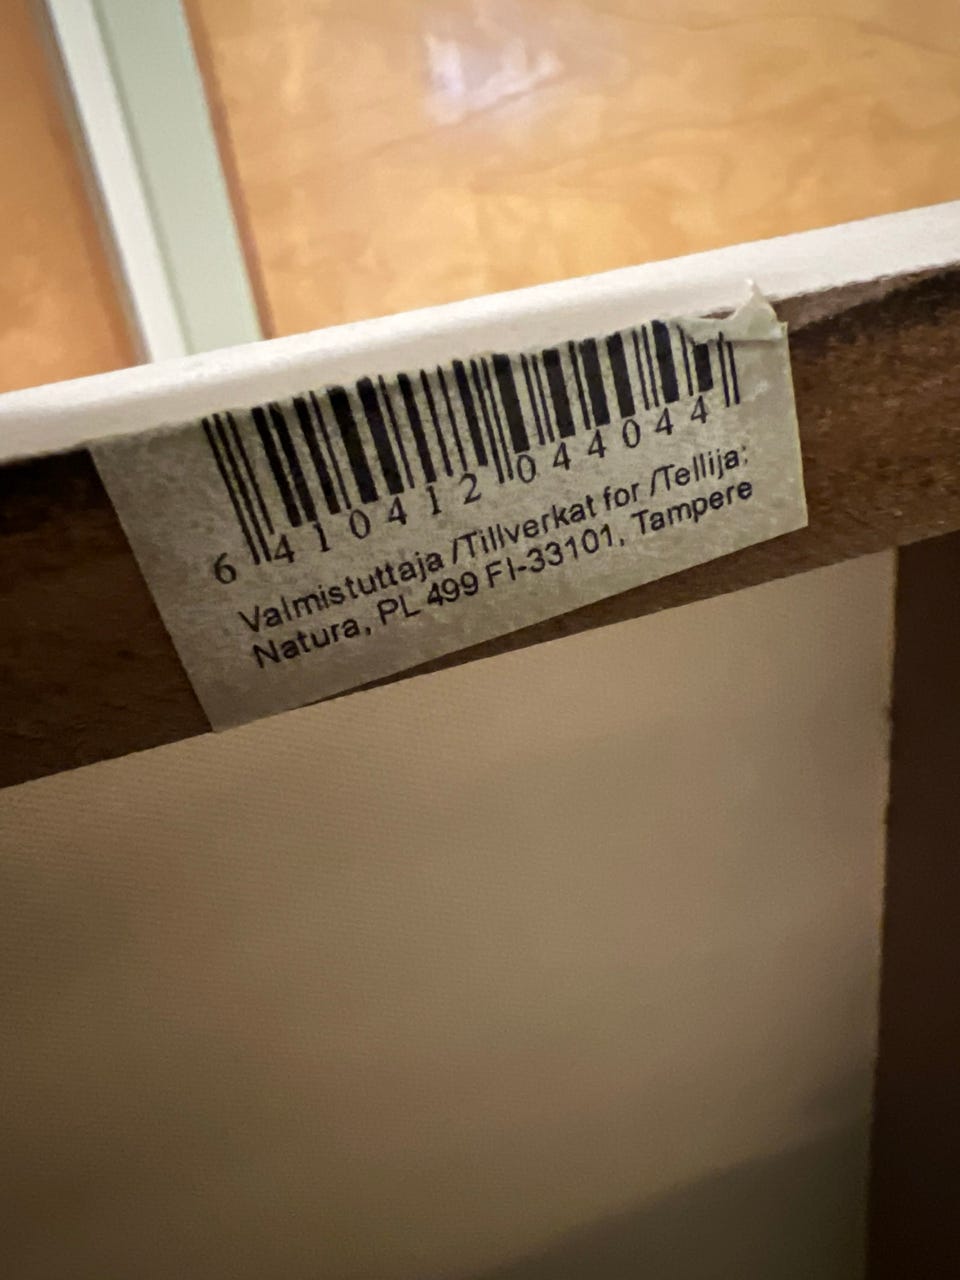 6 410412 044044
Valmistuttaja /Tillverkat for /Tellija:
Natura, PL 499 FI-33101, Tampere